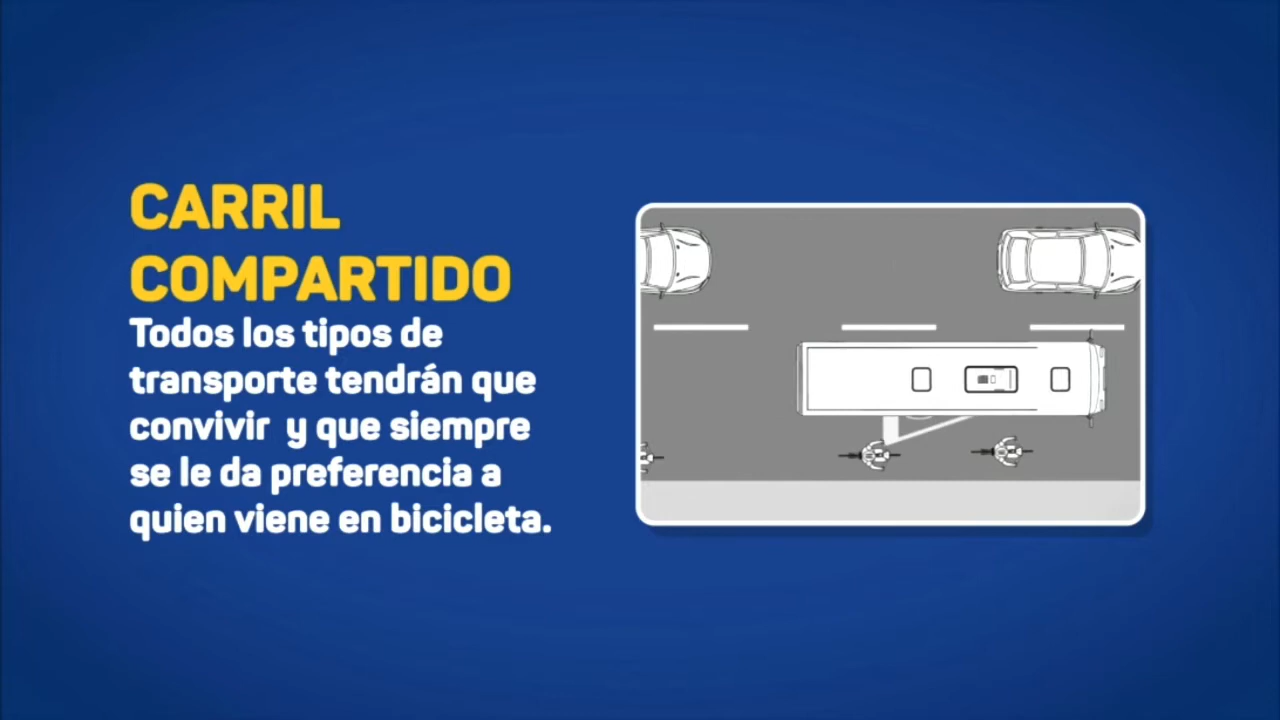 CARRIL
COMPARTIDO
Todos los tipos de
transporte tendrán que
convivir  y que siempre
se le da preferencia a
quien viene en bicicleta.